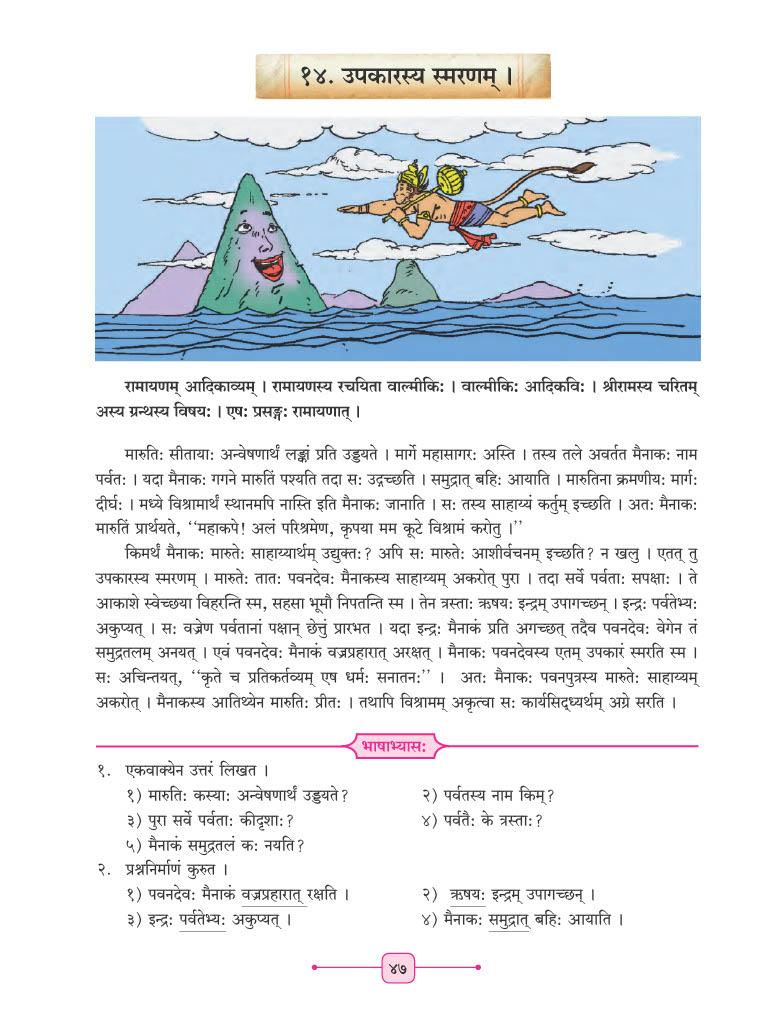 १४. उपकारस्य स्मरणम् ।
रामायणम् आदिकाव्यम् । रामायणस्य रचयिता वाल्मीकिः । वाल्मीकिः आदिकविः । श्रीरामस्य चरितम्
अस्य ग्रन्थस्य विषयः । एषः प्रसङ्गः रामायणात् ।
मारुतिः सीतायाः अन्वेषणार्थं लङ्कां प्रति उड्डयते । मार्गे महासागरः अस्ति । तस्य तले अवर्तत मैनाकः नाम
पर्वतः । यदा मैनाकः गगने मारुतिं पश्यति तदा सः उद्गच्छति । समुद्रात् बहिः आयाति । मारुतिना क्रमणीयः मार्गः
दीर्घः । मध्ये विश्रामार्थं स्थानमपि नास्ति इति मैनाकः जानाति । सः तस्य साहाय्यं कर्तुम् इच्छति । अतः मैनाकः
मारुतिं प्रार्थयते, ‘‘महाकपे! अलं परिश्रमेण, कृपया मम कूटे विश्रामं करोतु ।’’
किमर्थं मैनाकः मारुतेः साहाय्यार्थम् उद्युक्तः? अपि सः मारुतेः आशीर्वचनम् इच्छति? न खलु । एतत् तु
उपकारस्य स्मरणम् । मारुतेः तातः पवनदेवः मैनाकस्य साहाय्यम् अकरोत् पुरा । तदा सर्वे पर्वताः सपक्षाः । ते
आकाशे स्वेच्छया विहरन्ति स्म, सहसा भूमौ निपतन्ति स्म । तेन त्रस्ताः ऋषयः इन्द्रम् उपागच्छन् । इन्द्रः पर्वतेभ्यः
अकुप्यत् । सः वज्रेण पर्वतानां पक्षान् छेत्तुं प्रारभत । यदा इन्द्रः मैनाकं प्रति अगच्छत् तदैव पवनदेवः वेगेन तं
समुद्रतलम् अनयत् । एवं पवनदेवः मैनाकं वज्रप्रहारात् अरक्षत् । मैनाकः पवनदेवस्य एतम् उपकारं स्मरति स्म ।
सः अचिन्तयत्, ‘‘कृते च प्रतिकर्तव्यम् एष धर्मः सनातनः’’ । अतः मैनाकः पवनपुत्रस्य मारुतेः साहाय्यम्
अकरोत् । मैनाकस्य आतिथ्येन मारुतिः प्रीतः । तथापि विश्रामम् अकृत्वा सः कार्यसिद्ध्यर्थम् अग्रे सरति ।
भाषाभ्यासः
१. एकवाक्येन उत्तरं लिखत ।
१) मारुतिः कस्याः अन्वेषणार्थं उड्डयते? २) पर्वतस्य नाम किम्?
३) पुरा सर्वे पर्वताः कीदृशाः? ४) पर्वतैः के त्रस्ताः?
५) मैनाकं समुद्रतलं कः नयति?
२. प्रश्ननिर्माणं कुरुत ।
१) पवनदेवः मैनाकं वज्रप्रहारात् रक्षति । २) ऋषयः इन्द्रम् उपागच्छन् ।
३) इन्द्रः पर्वतेभ्यः अकुप्यत् । ४) मैनाकः समुद्रात् बहिः आयाति ।
४७